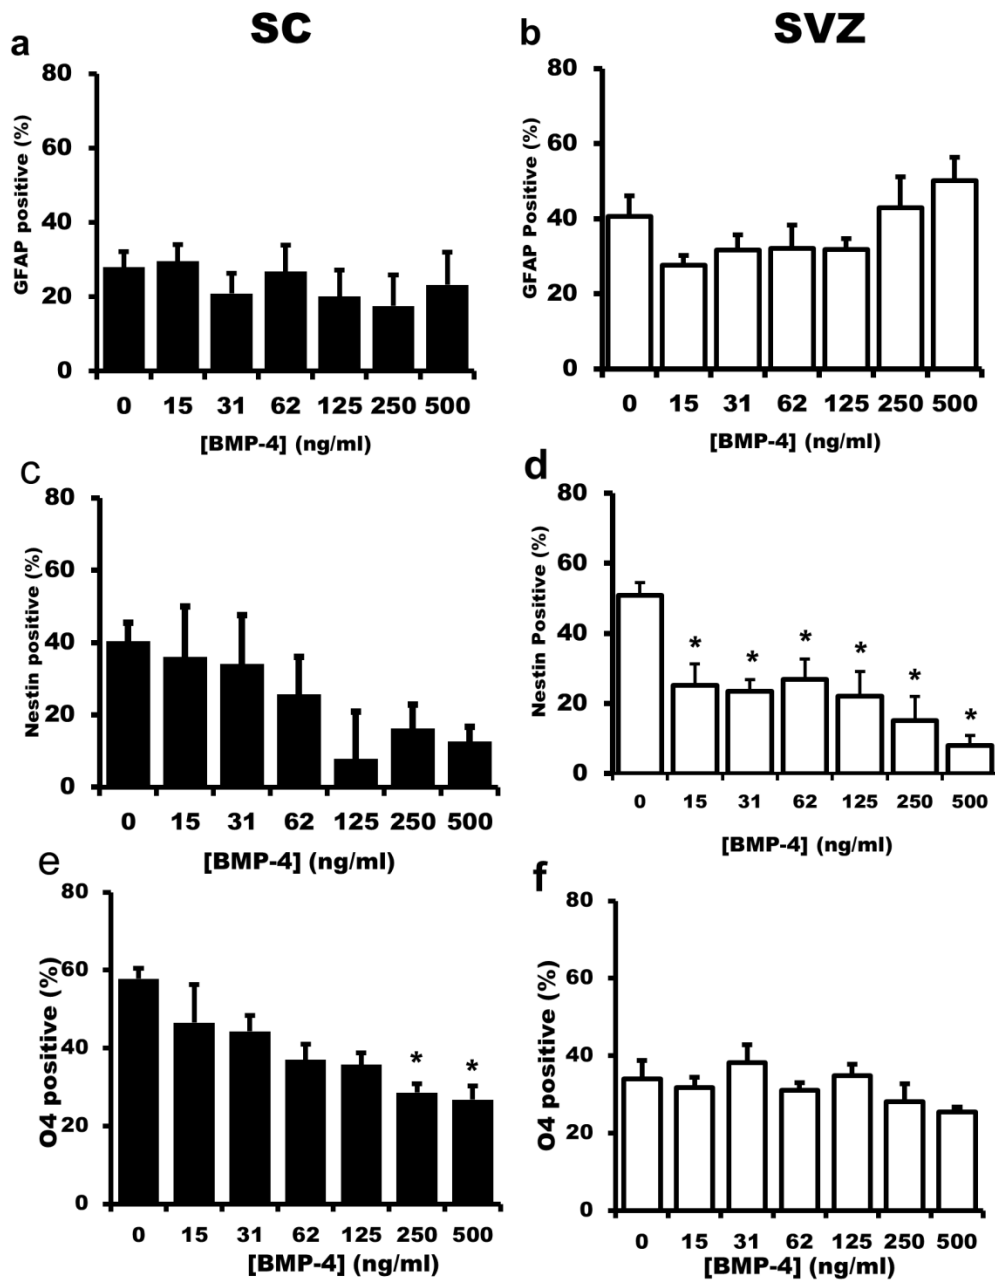 SC
SVZ
a
80
60
40
20
0
GFAP positive (%)
0 15 31 62 125 250 500
[BMP-4] (ng/ml)
b
80
60
40
20
0
GFAP Positive (%)
0 15 31 62 125 250 500
[BMP-4] (ng/ml)
c
80
60
40
20
0
Nestin positive (%)
0 15 31 62 125 250 500
[BMP-4] (ng/ml)
d
80
60
40
20
0
Nestin Positive (%)
* * * * * *
0 15 31 62 125 250 500
[BMP-4] (ng/ml)
e
80
60
40
20
0
O4 positive (%)
* *
0 15 31 62 125 250 500
[BMP-4] (ng/ml)
f
80
60
40
20
0
O4 positive (%)
0 15 31 62 125 250 500
[BMP-4] (ng/ml)